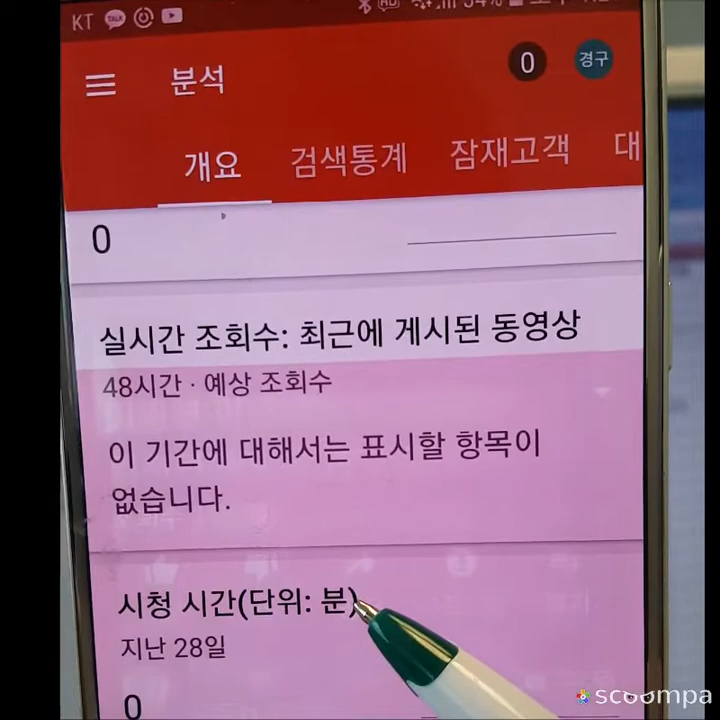 KT TALK
분석 0 경구
개요 검색통계 잠재고객 대
0
실시간 조회수: 최근에 게시된 동영상
48시간 · 예상 조회수
이 기간에 대해서는 표시할 항목이
없습니다.
시청 시간(단위: 분)
지난 28일
0
scoompa